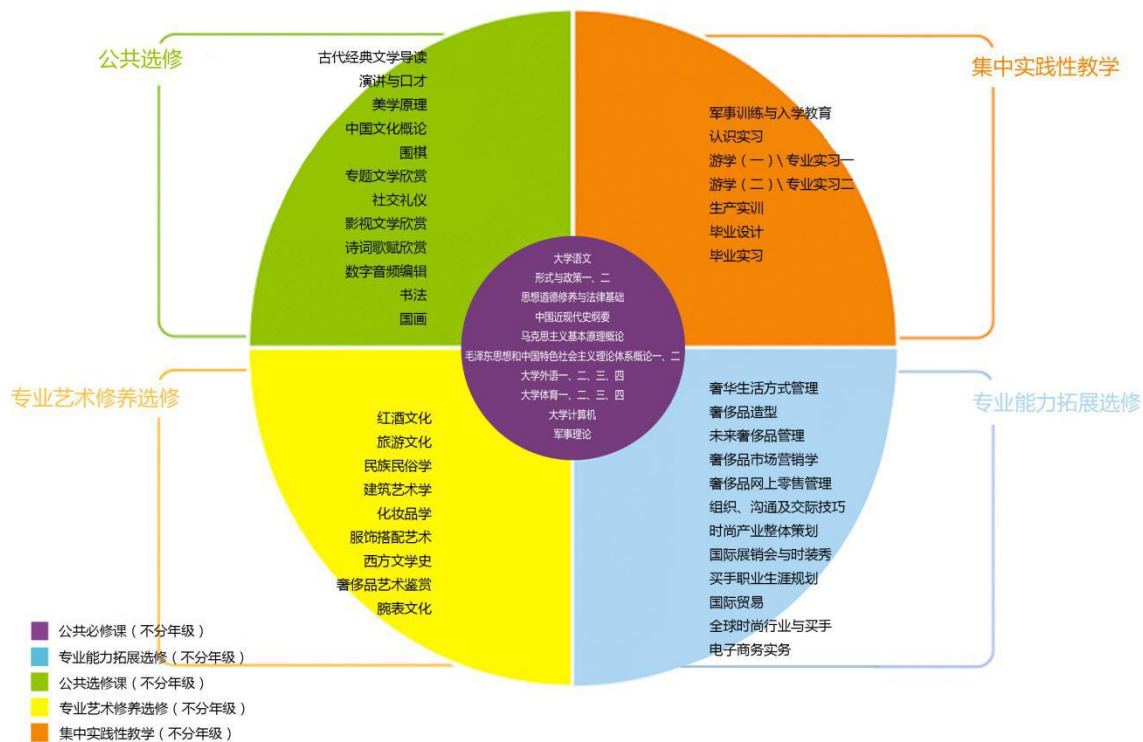 公共选修
古代经典文学导读
演讲与口才
美学原理
中国文化概论
围棋
专题文学欣赏
社交礼仪
影视文学欣赏
诗词歌赋欣赏
数字音频编辑
书法
国画
集中实践性教学
军事训练与入学教育
认识实习
游学（一）\ 专业实习一
游学（二）\ 专业实习二
生产实训
毕业设计
毕业实习
大学语文
形式与政策一、二
思想道德修养与法律基础
中国近现代史纲要
马克思主义基本原理概论
毛泽东思想和中国特色社会主义理论体系概论一、二
大学外语一、二、三、四
大学体育一、二、三、四
大学计算机
军事理论
专业艺术修养选修
红酒文化
旅游文化
民族民俗学
建筑艺术学
化妆品学
服饰搭配艺术
西方文学史
奢侈品艺术鉴赏
腕表文化
专业能力拓展选修
奢华生活方式管理
奢侈品造型
未来奢侈品管理
奢侈品市场营销学
奢侈品网上零售管理
组织、沟通及交际技巧
时尚产业整体策划
国际展销会与时装秀
买手职业生涯规划
国际贸易
全球时尚行业与买手
电子商务实务
公共必修课（不分年级）
专业能力拓展选修（不分年级）
公共选修课（不分年级）
专业艺术修养选修（不分年级）
集中实践性教学（不分年级）